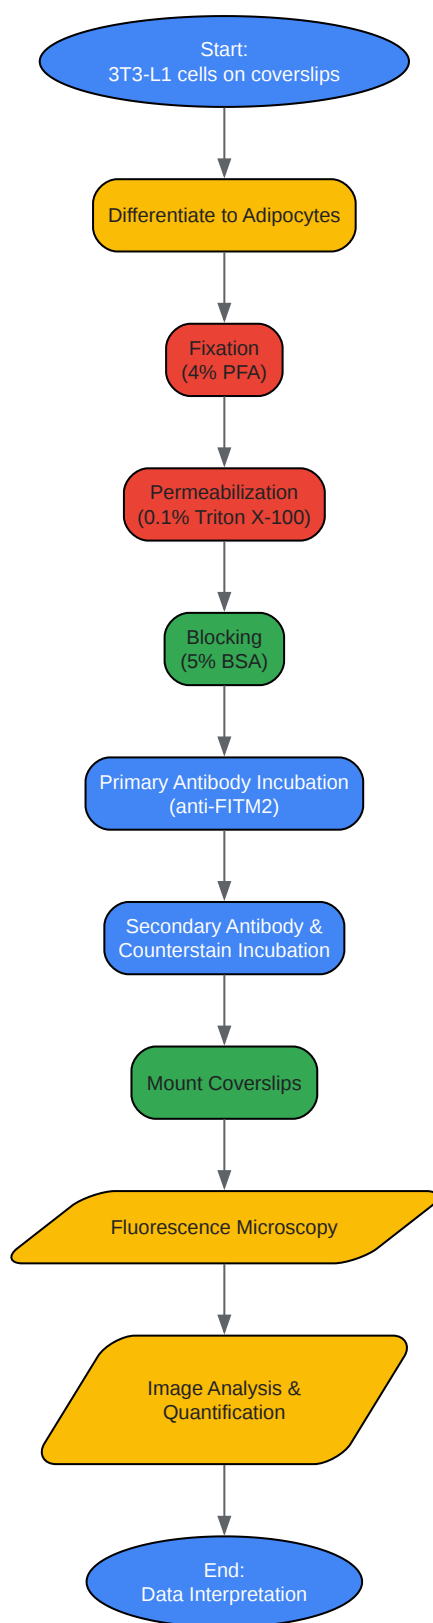 Start:
3T3-L1 cells on coverslips
Differentiate to Adipocytes
Fixation
(4% PFA)
Permeabilization
(0.1% Triton X-100)
Blocking
(5% BSA)
Primary Antibody Incubation
(anti-FITM2)
Secondary Antibody &
Counterstain Incubation
Mount Coverslips
Fluorescence Microscopy
Image Analysis &
Quantification
End:
Data Interpretation